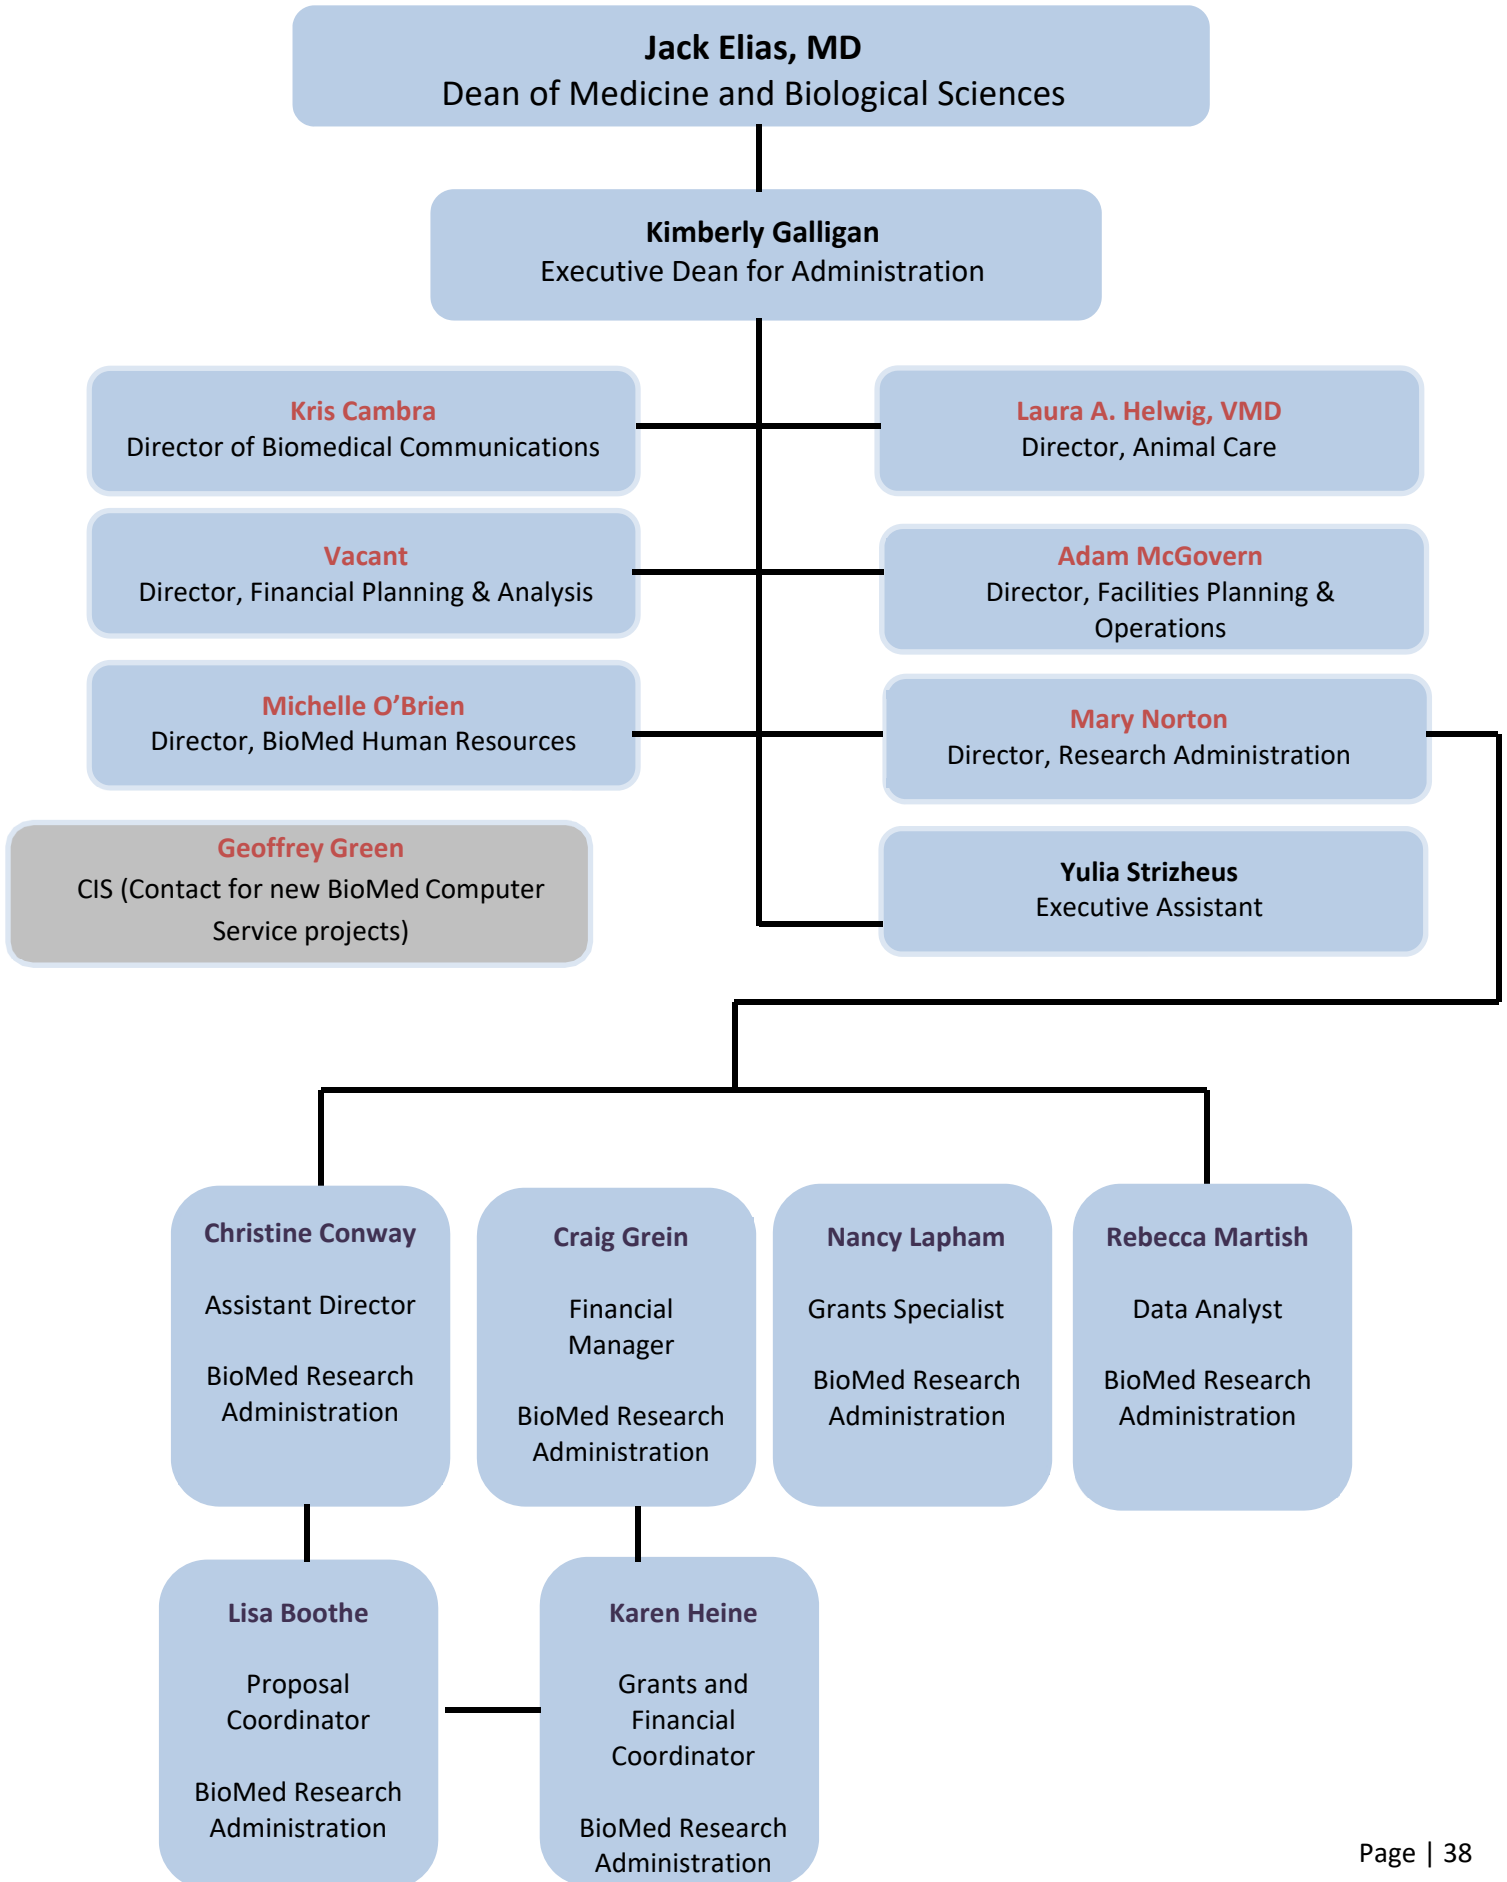 Jack Elias, MD
Dean of Medicine and Biological Sciences
Kimberly Galligan
Executive Dean for Administration
Kris Cambra
Director of Biomedical Communications
Laura A. Helwig, VMD
Director, Animal Care
Vacant
Director, Financial Planning & Analysis
Adam McGovern
Director, Facilities Planning &
Operations
Michelle O’Brien
Director, BioMed Human Resources
Mary Norton
Director, Research Administration
Geoffrey Green
CIS (Contact for new BioMed Computer
Service projects)
Yulia Strizheus
Executive Assistant
Christine Conway
Assistant Director
BioMed Research
Administration
Craig Grein
Financial
Manager
BioMed Research
Administration
Nancy Lapham
Grants Specialist
BioMed Research
Administration
Rebecca Martish
Data Analyst
BioMed Research
Administration
Lisa Boothe
Proposal
Coordinator
BioMed Research
Administration
Karen Heine
Grants and
Financial
Coordinator
BioMed Research
Administration
Page | 38